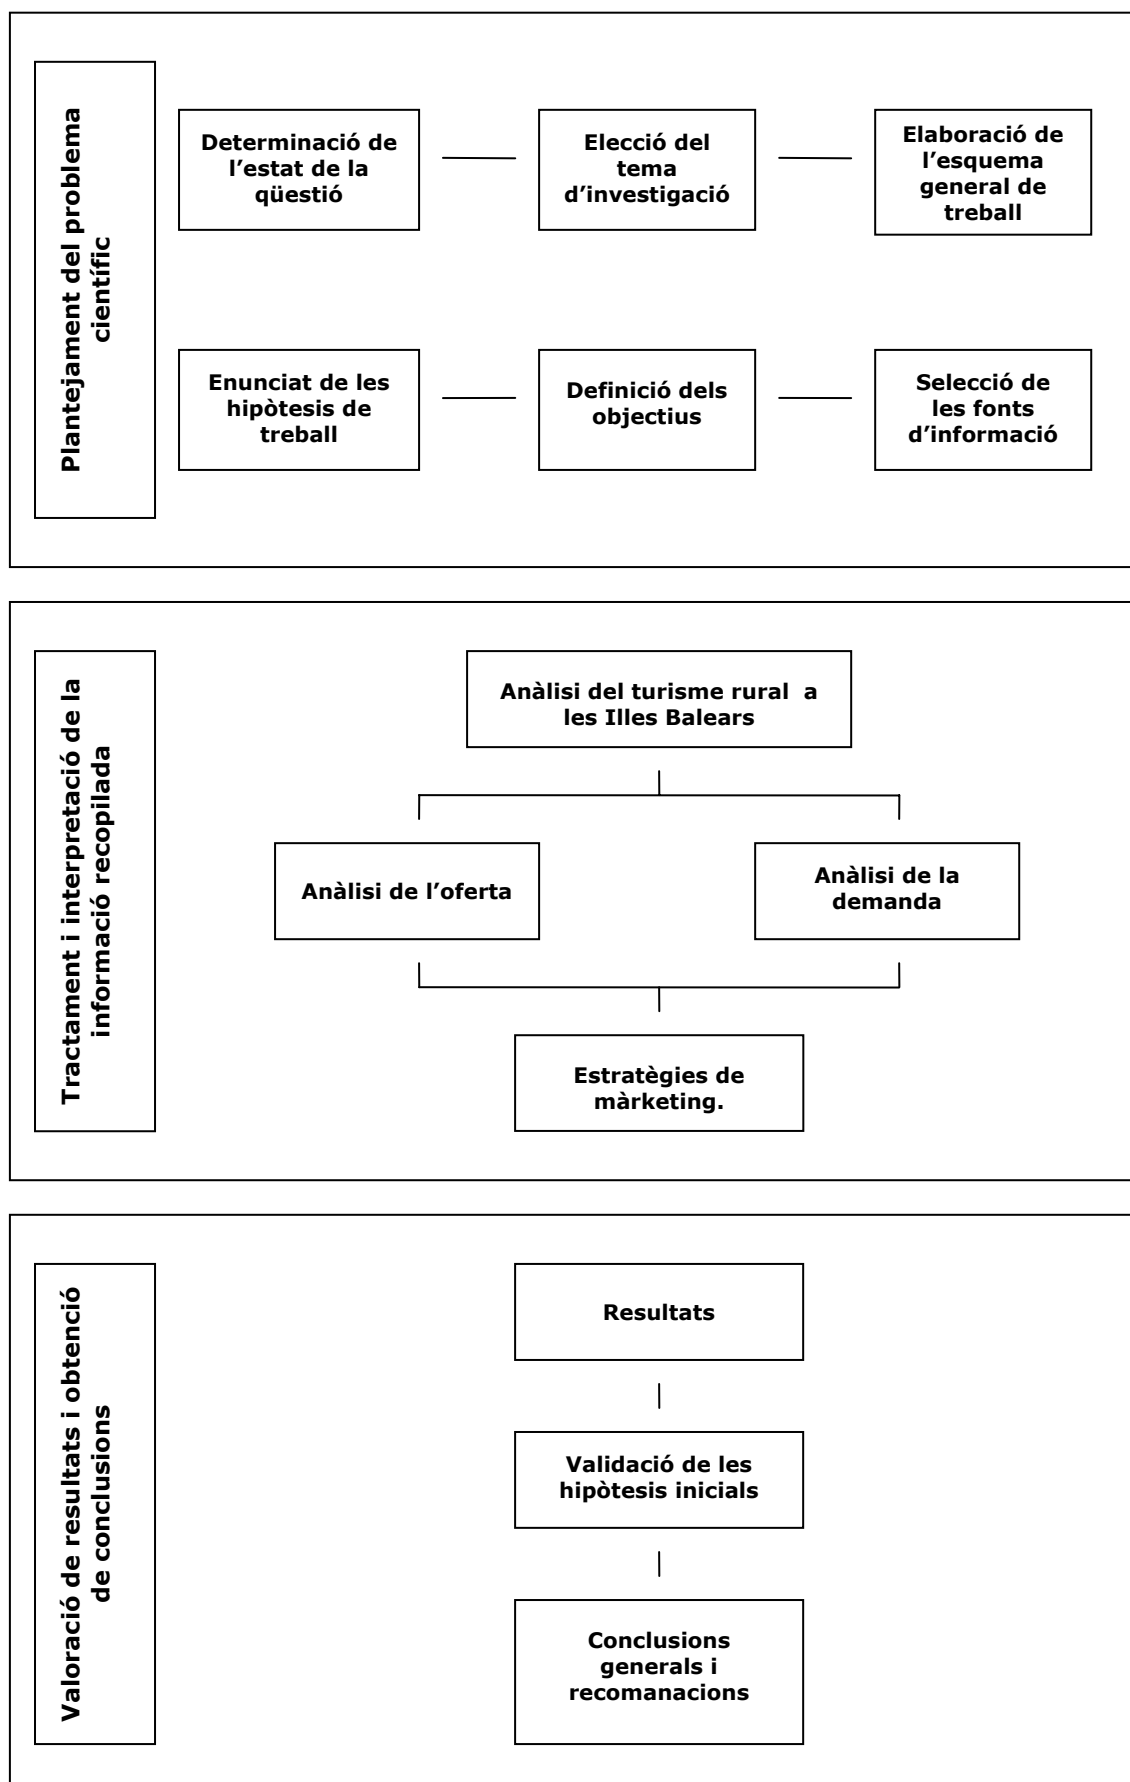 Plantejament del problema
científic
Determinació de
l’estat de la
qüestió
Elecció del
tema
d’investigació
Elaboració de
l’esquema
general de
treball
Enunciat de les
hipòtesis de
treball
Definició dels
objectius
Selecció de
les fonts
d’informació
Tractament i interpretació de la
informació recopilada
Anàlisi del turisme rural  a
les Illes Balears
Anàlisi de l’oferta
Anàlisi de la
demanda
Estratègies de
màrketing.
Valoració de resultats i obtenció
de conclusions
Resultats
Validació de les
hipòtesis inicials
Conclusions
generals i
recomanacions